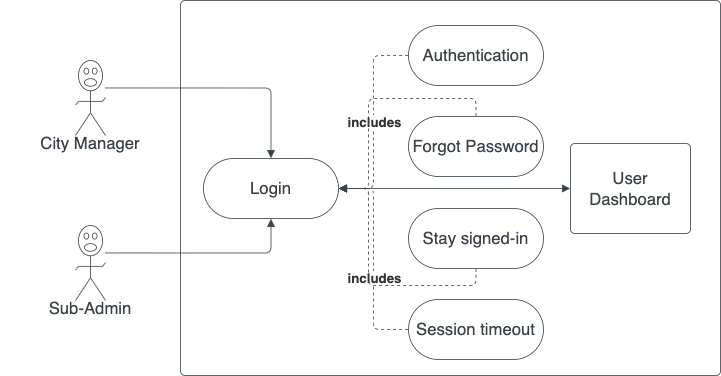 Authentication
City Manager
includes
Forgot Password
Login
User
Dashboard
Stay signed-in
includes
Sub-Admin
Session timeout